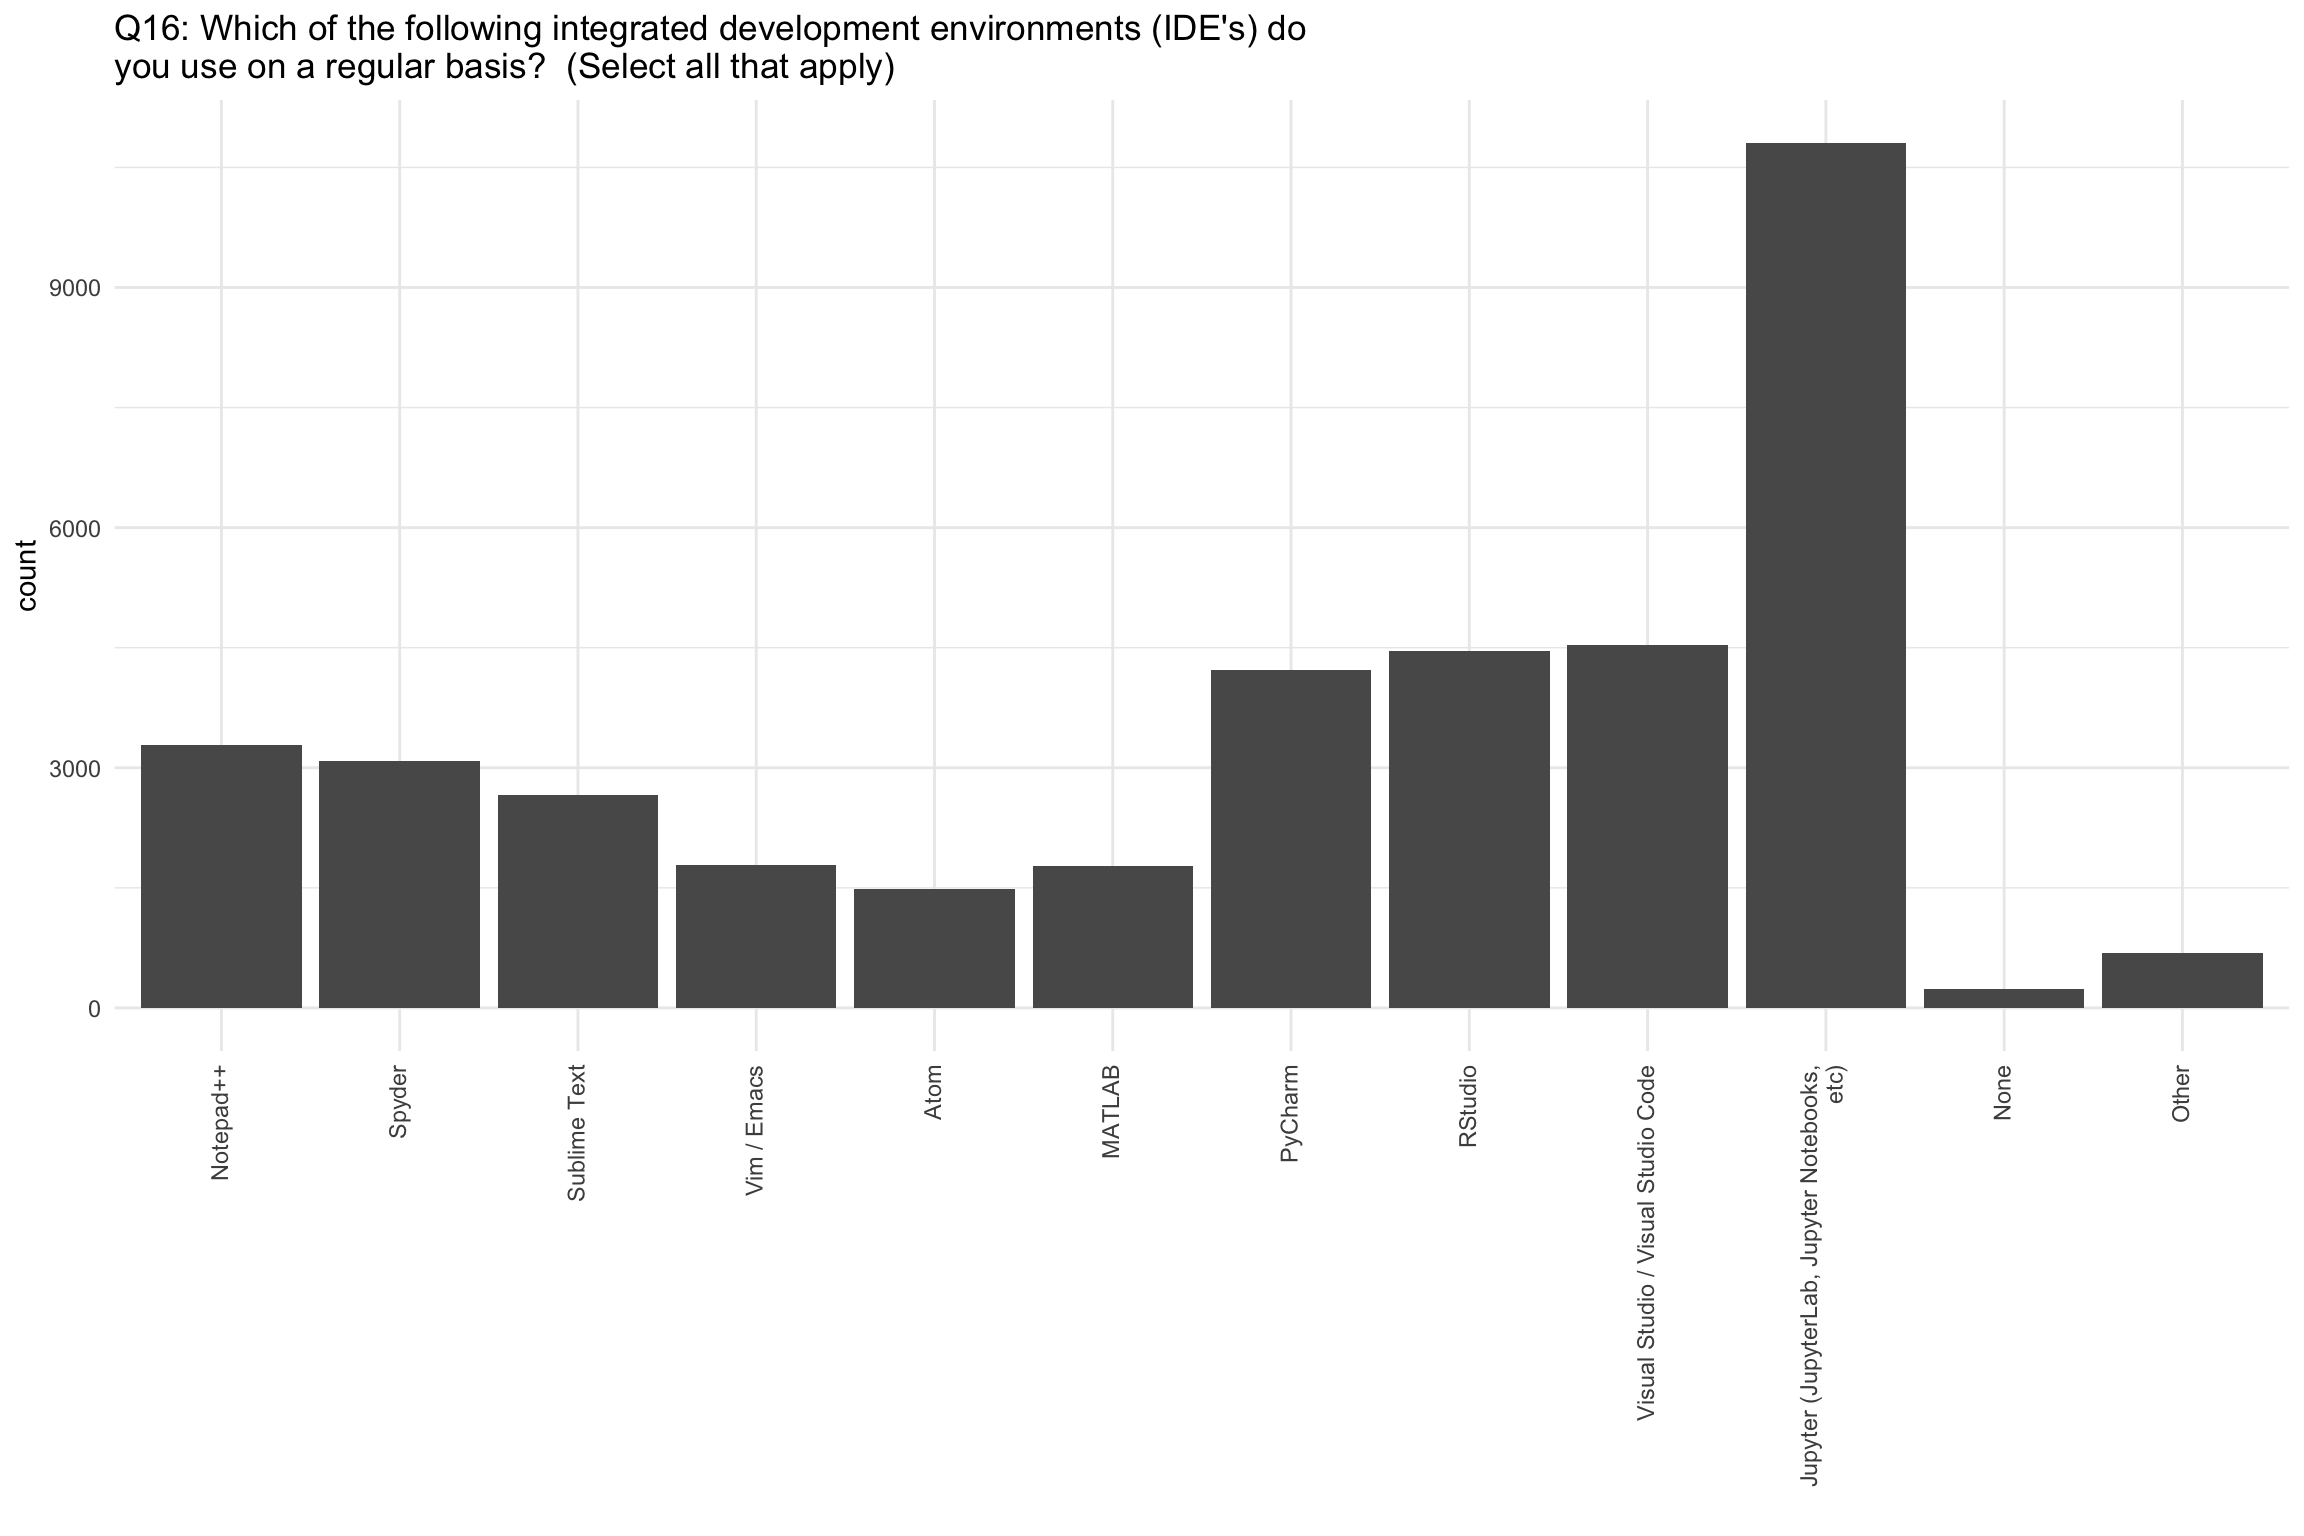 Q16: Which of the following integrated development environments (IDE's) do
you use on a regular basis?  (Select all that apply)
count
9000
6000
3000
0
Notepad++
Spyder
Sublime Text
Vim / Emacs
Atom
MATLAB
PyCharm
RStudio
Visual Studio / Visual Studio Code
Jupyter (JupyterLab, Jupyter Notebooks,
etc)
None
Other